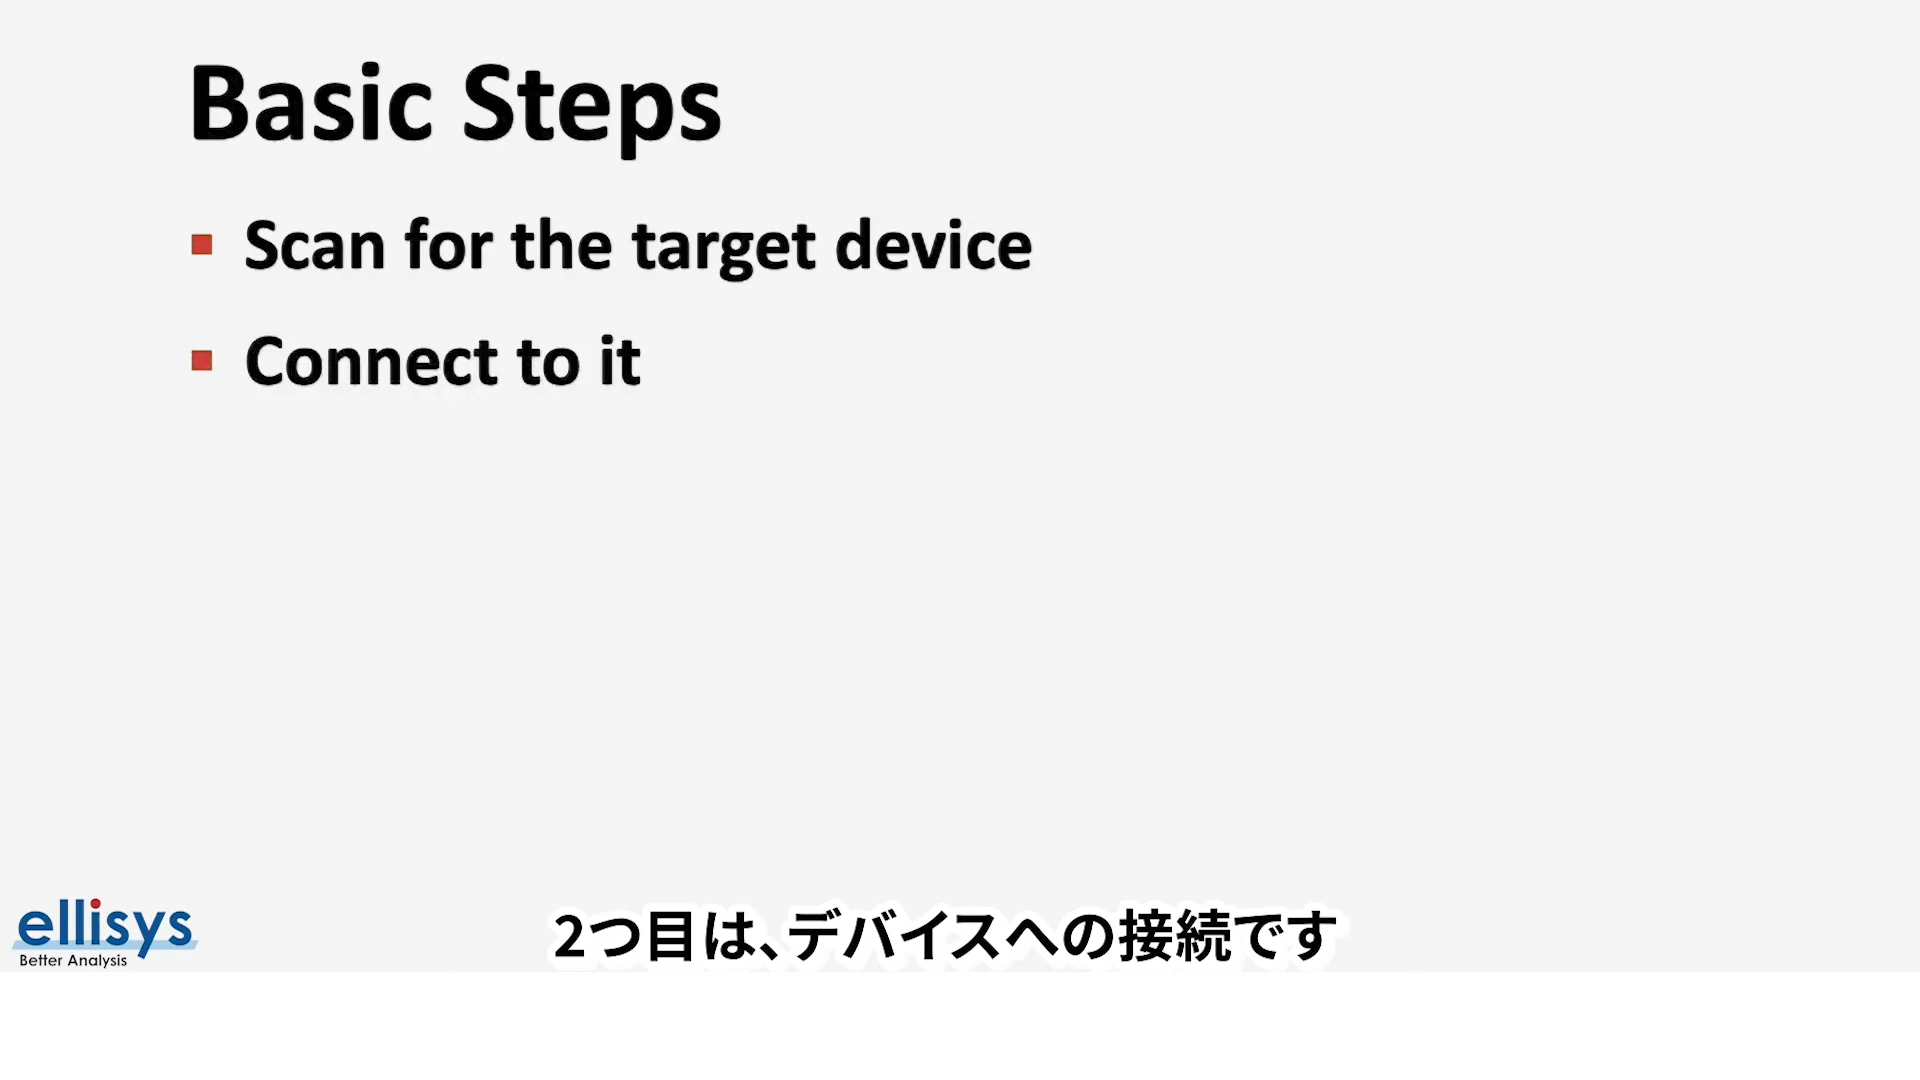 Basic Steps
Scan for the target device
Connect to it
ellisys
Better Analysis
2つ目は、デバイスへの接続です